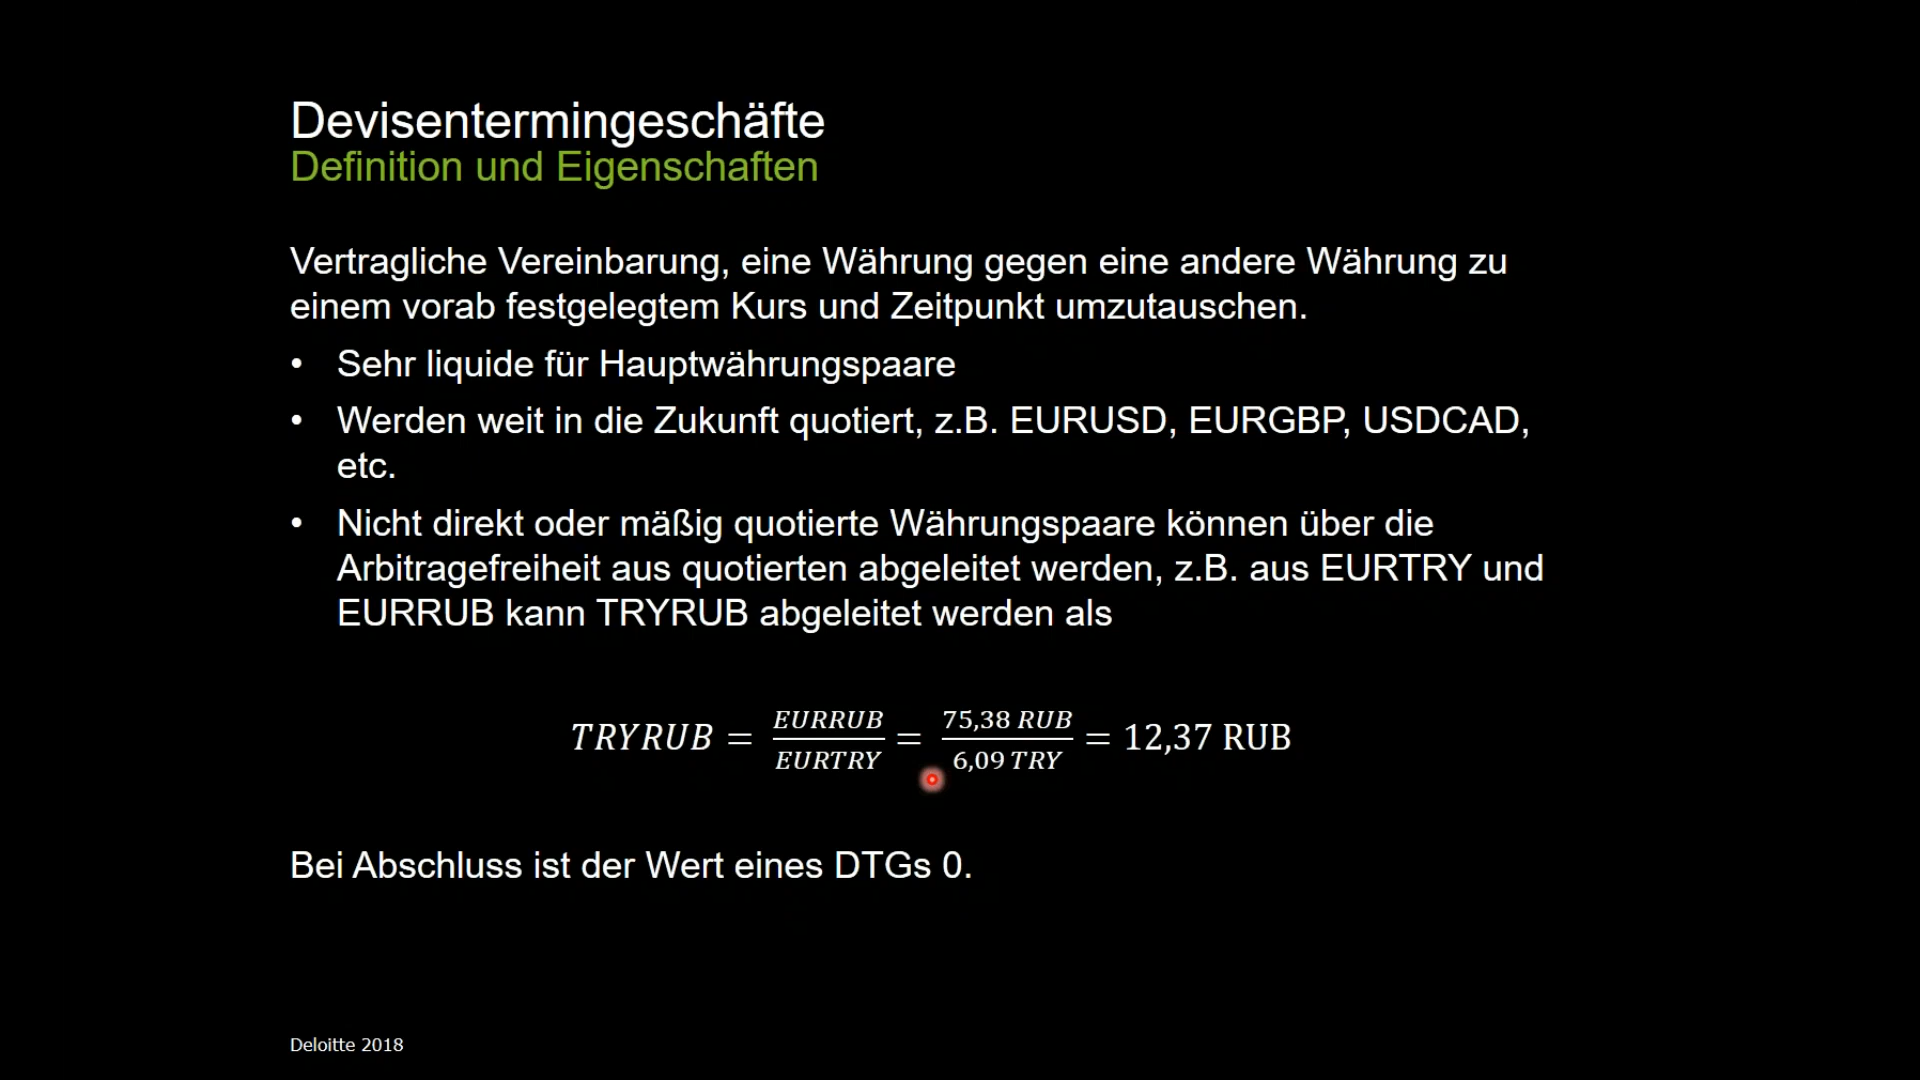 Devisentermingeschäfte
Definition und Eigenschaften
Vertragliche Vereinbarung, eine Währung gegen eine andere Währung zu
einem vorab festgelegtem Kurs und Zeitpunkt umzutauschen.
• Sehr liquide für Hauptwährungspaare
• Werden weit in die Zukunft quotiert, z.B. EURUSD, EURGBP, USDCAD,
etc.
• Nicht direkt oder mäßig quotierte Währungspaare können über die
Arbitragefreiheit aus quotierten abgeleitet werden, z.B. aus EURTRY und
EURRUB kann TRYRUB abgeleitet werden als
TRYRUB = EURRUB / EURTRY = 75,38 RUB / 6,09 TRY = 12,37 RUB
Bei Abschluss ist der Wert eines DTGs 0.
Deloitte 2018